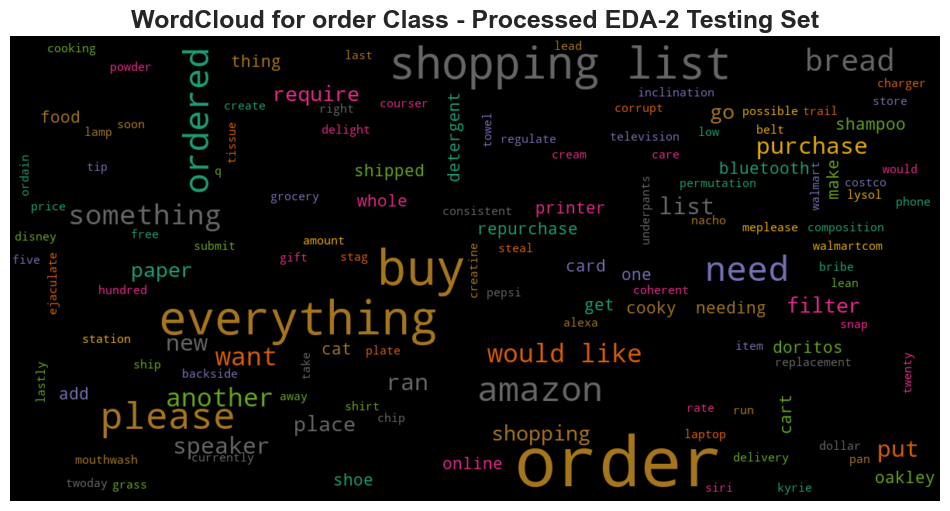 WordCloud for order Class - Processed EDA-2 Testing Set
cooking
powder
thing
last
shopping list
lead
bread
charger
inclination
store
food
lamp
soon
ordered
create
require
right
courser
corrupt
go
possible
trail
shampoo
tissue
delight
detergent
towel
regulate
television
low
belt
purchase
ordain
tip
q
shipped
cream
care
bluetooth
walmart
make
would
costco
lysol
phone
price
something
grocery
whole
consistent
printer
underpants
list
permutation
nacho
disney
free
submit
amount
repurchase
meplease
composition
walmartcom
five
ejaculate
paper
gift
stag
buy
creatine
steal
card
one
need
bribe
lean
hundred
everything
pepsi
get
coherent
cooky
needing
filter
snap
alexa
station
new
want
cat
plate
would like
item
doritos
replacement
twenty
lastly
ship
backside
take
add
another
away
ran
amazon
please
shirt
chip
place
rate
run
cart
speaker
shopping
order
laptop
dollar
put
mouthwash
currently
online
delivery
pan
twoday
grass
shoe
siri
kyrie
oakley